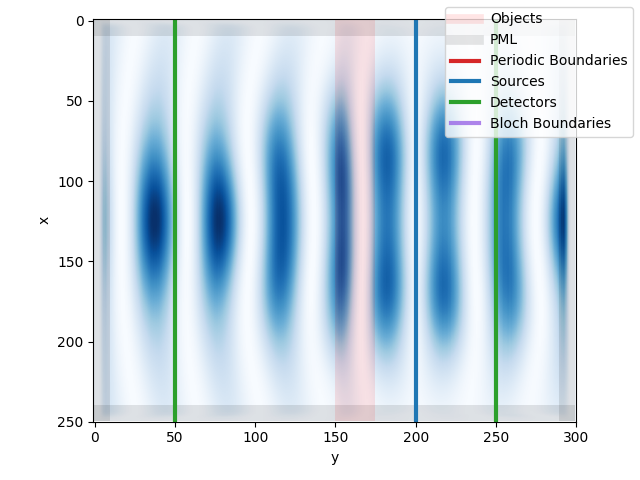 Objects
PML
Periodic Boundaries
Sources
Detectors
Bloch Boundaries
0
50
100
150
200
250
x
0 50 100 150 200 250 300
y